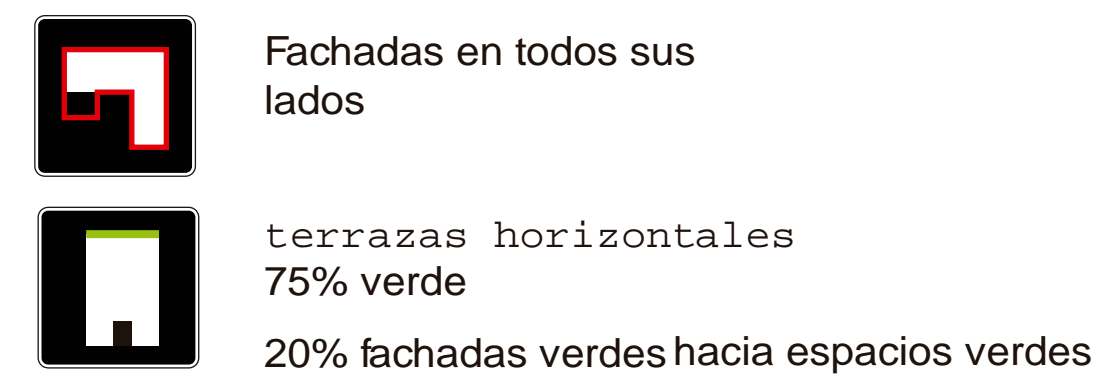 Fachadas en todos sus
lados
terrazas horizontales
75% verde
20% fachadas verdes hacia espacios verdes